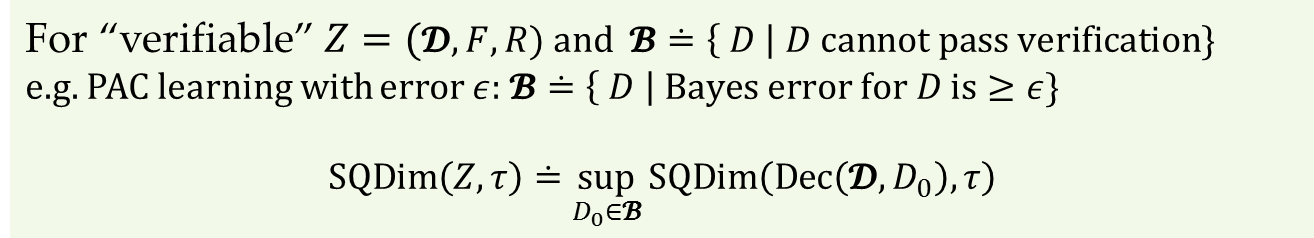 For “verifiable” Z = (𝓓, F, R) and 𝓑 ≐ { D | D cannot pass verification}
e.g. PAC learning with error ϵ: 𝓑 ≐ { D | Bayes error for D is ≥ ϵ}
SQDim(Z, τ) ≐ sup SQDim(Dec(𝓓, D₀), τ)
D₀∈𝓑